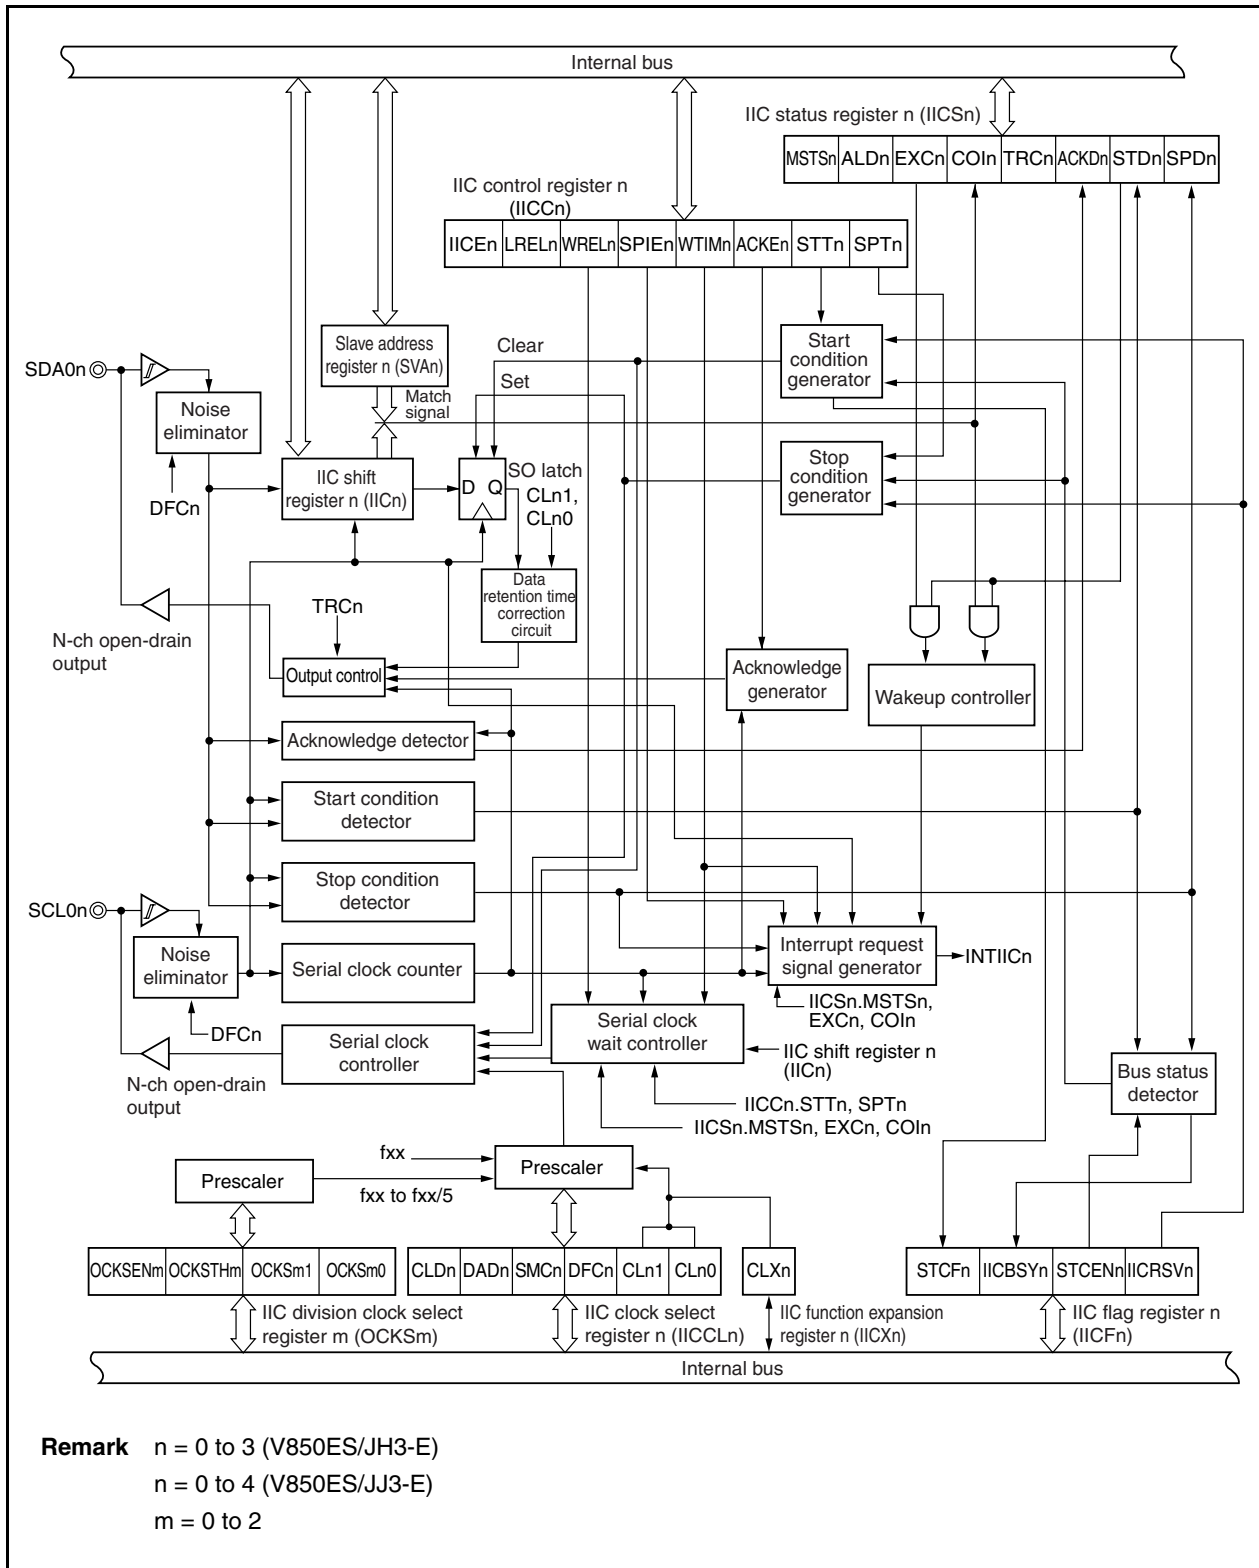 Internal bus
IIC status register n (IICSn)
MSTSn ALDn EXCn COIn TRCn ACKDn STDn SPDn
IIC control register n
(IICCn)
IICEn LRELn WRELn SPIEn WTIMn ACKEn STTn SPTn
SDA0n
Noise
eliminator
DFCn
Slave address
register n (SVAn)
Match
signal
Clear
Set
IIC shift
register n (IICn)
D Q
SO latch
CLn1,
CLn0
Start
condition
generator
Stop
condition
generator
Data
retention time
correction
circuit
TRCn
N-ch open-drain
output
Output control
Acknowledge
generator
Wakeup controller
Acknowledge detector
Start condition
detector
Stop condition
detector
SCL0n
Noise
eliminator
DFCn
Serial clock counter
Interrupt request
signal generator
INTIICn
IICSn.MSTSn,
EXCn, COIn
Serial clock
controller
Serial clock
wait controller
IIC shift register n
(IICn)
N-ch open-drain
output
IICCn.STTn, SPTn
IICSn.MSTSn, EXCn, COIn
Bus status
detector
fxx
Prescaler
fxx to fxx/5
Prescaler
OCKSENm OCKSTHm OCKSm1 OCKSm0
CLDn DADn SMCn DFCn CLn1 CLn0
CLXn
STCFn IICBSYn STCENn IICRSVn
IIC division clock select
register m (OCKSm)
IIC clock select
register n (IICCLn)
IIC function expansion
register n (IICXn)
IIC flag register n
(IICFn)
Internal bus
Remark n = 0 to 3 (V850ES/JH3-E)
n = 0 to 4 (V850ES/JJ3-E)
m = 0 to 2